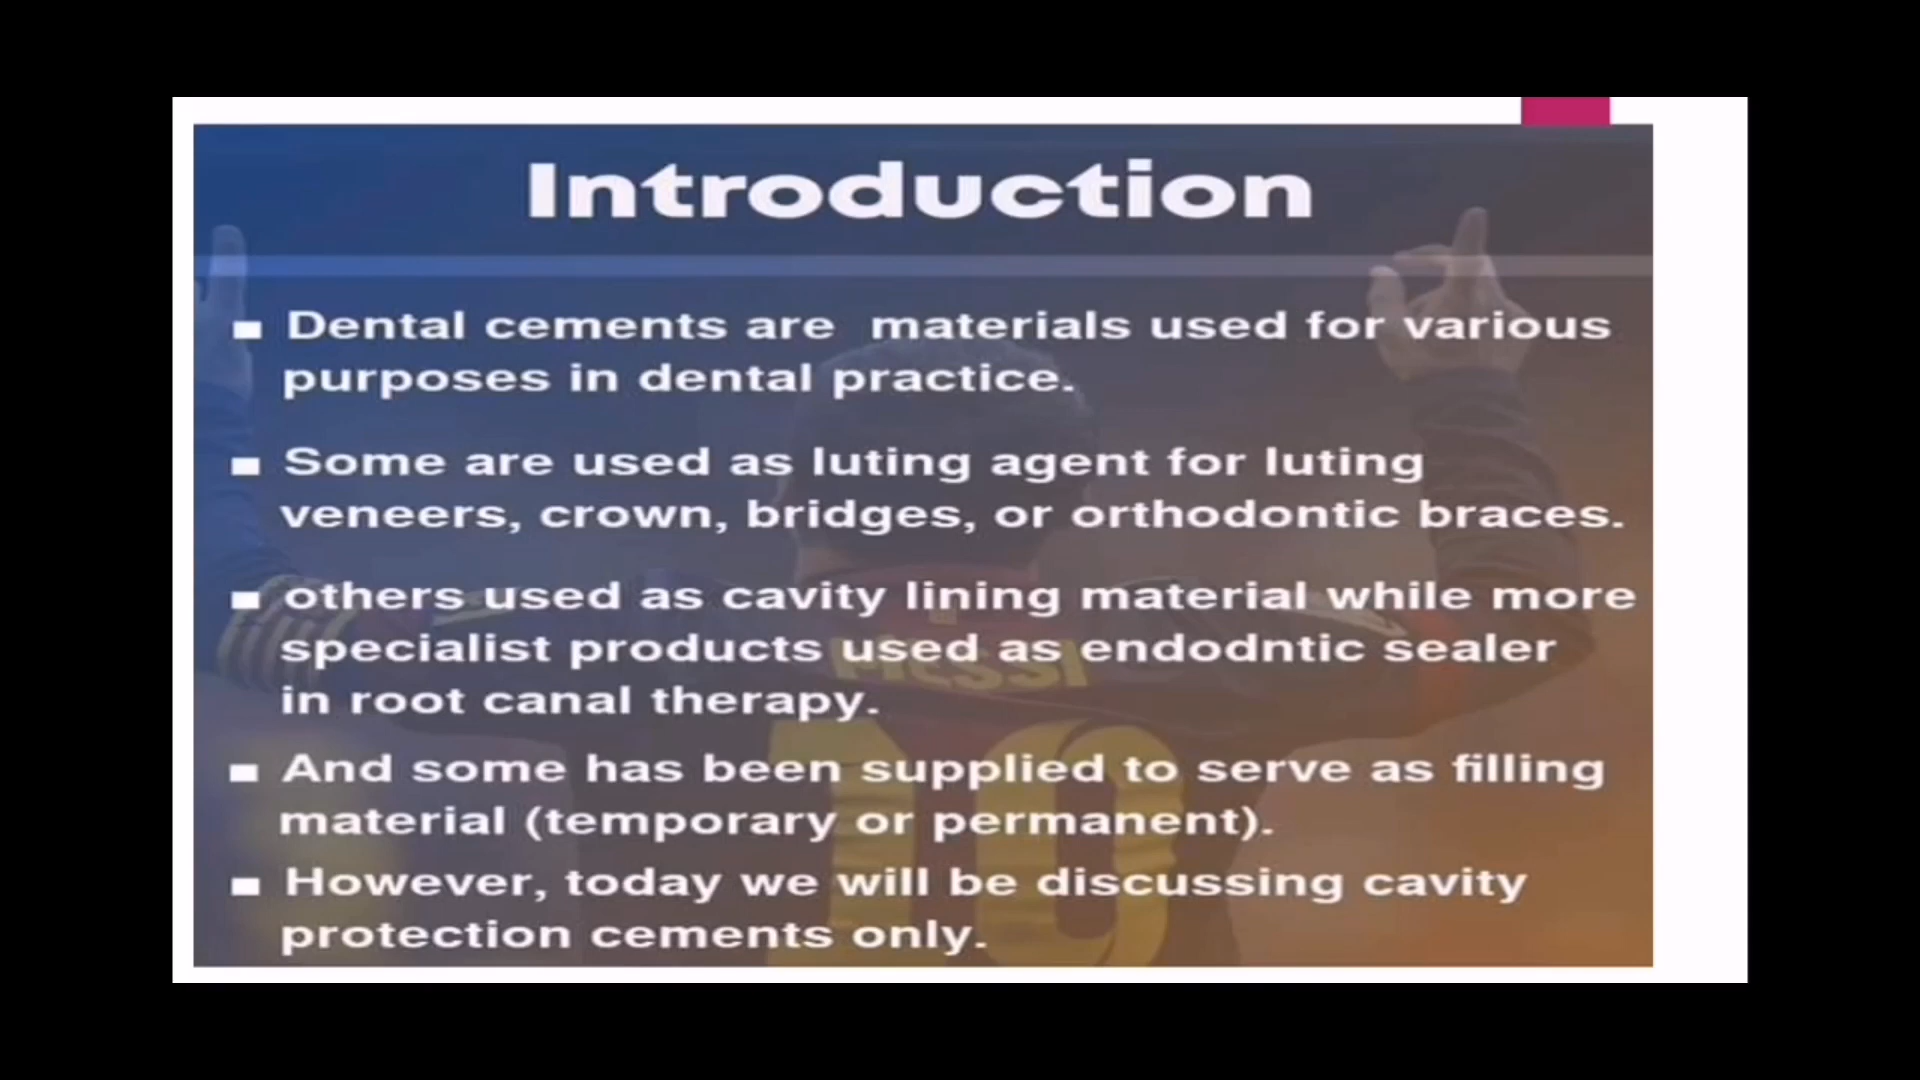 Introduction
▪ Dental cements are materials used for various
purposes in dental practice.
▪ Some are used as luting agent for luting
veneers, crown, bridges, or orthodontic braces.
▪ others used as cavity lining material while more
specialist products used as endodntic sealer
in root canal therapy.
▪ And some has been supplied to serve as filling
material (temporary or permanent).
▪ However, today we will be discussing cavity
protection cements only.
MESSI
10